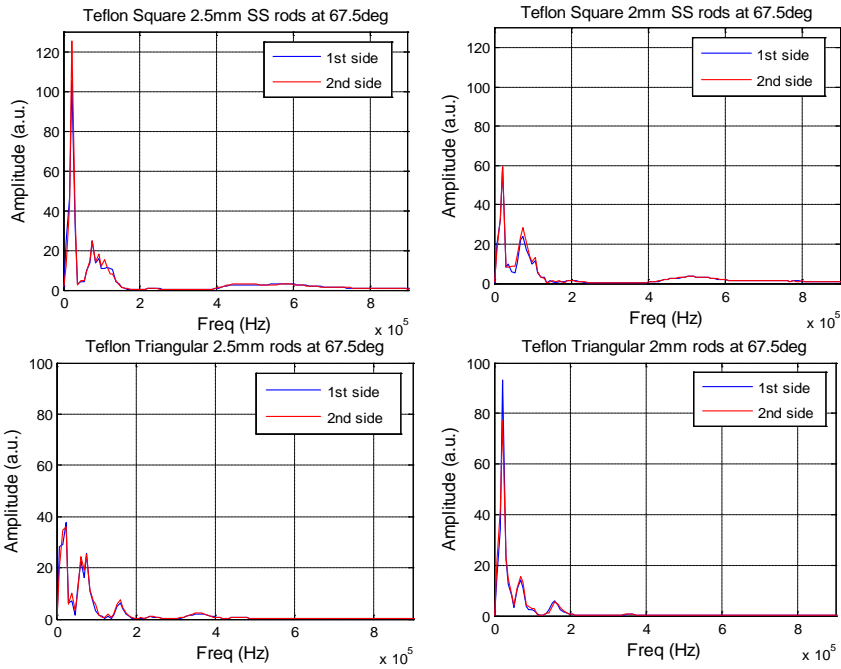 Teflon Square 2.5mm SS rods at 67.5deg
120
100
80
60
40
20
0
Amplitude (a.u.)
1st side
2nd side
0 2 4 6 8
Freq (Hz)
x 10^5
Teflon Square 2mm SS rods at 67.5deg
120
100
80
60
40
20
0
Amplitude (a.u.)
1st side
2nd side
0 2 4 6 8
Freq (Hz)
x 10^5
Teflon Triangular 2.5mm rods at 67.5deg
100
80
60
40
20
0
Amplitude (a.u.)
1st side
2nd side
0 2 4 6 8
Freq (Hz)
x 10^5
Teflon Triangular 2mm rods at 67.5deg
100
80
60
40
20
0
Amplitude (a.u.)
1st side
2nd side
0 2 4 6 8
Freq (Hz)
x 10^5